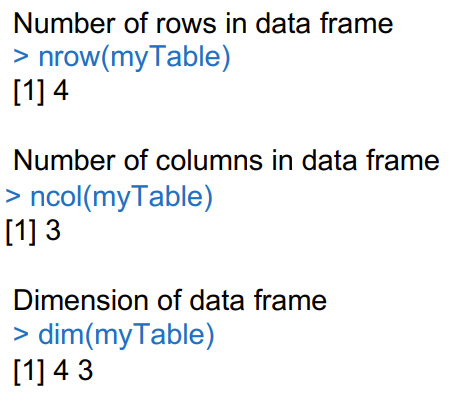 Number of rows in data frame
> nrow(myTable)
[1] 4
Number of columns in data frame
> ncol(myTable)
[1] 3
Dimension of data frame
> dim(myTable)
[1] 4 3